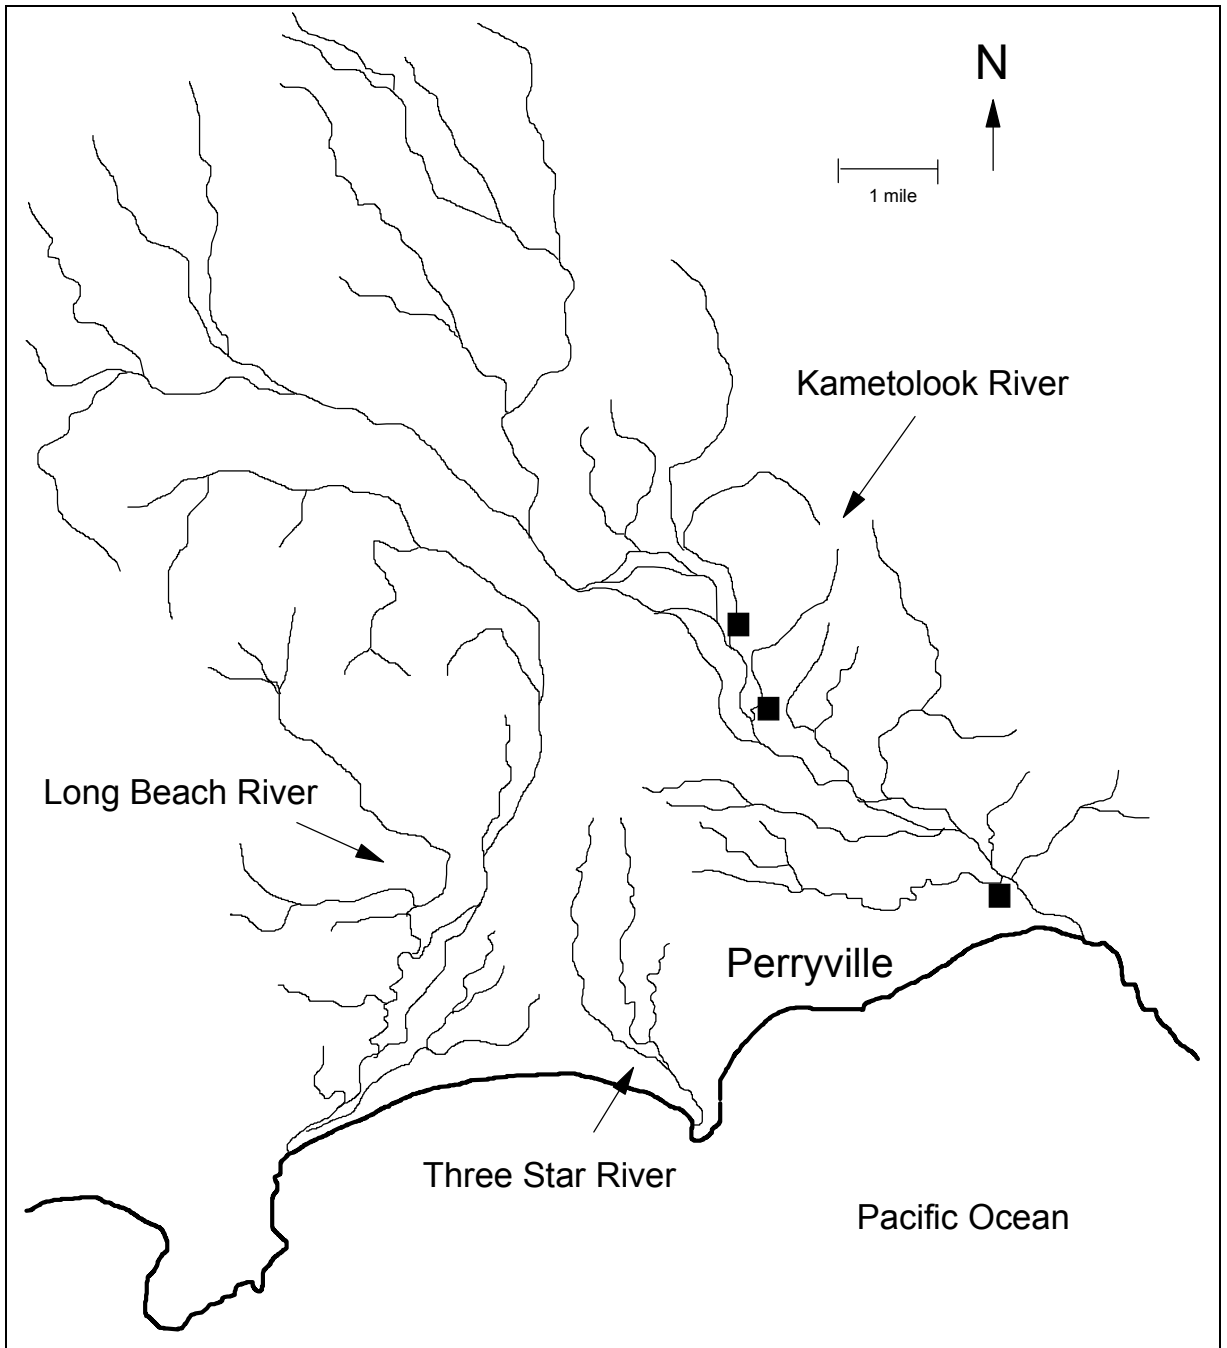 N
1 mile
Kametolook River
Long Beach River
Perryville
Three Star River
Pacific Ocean